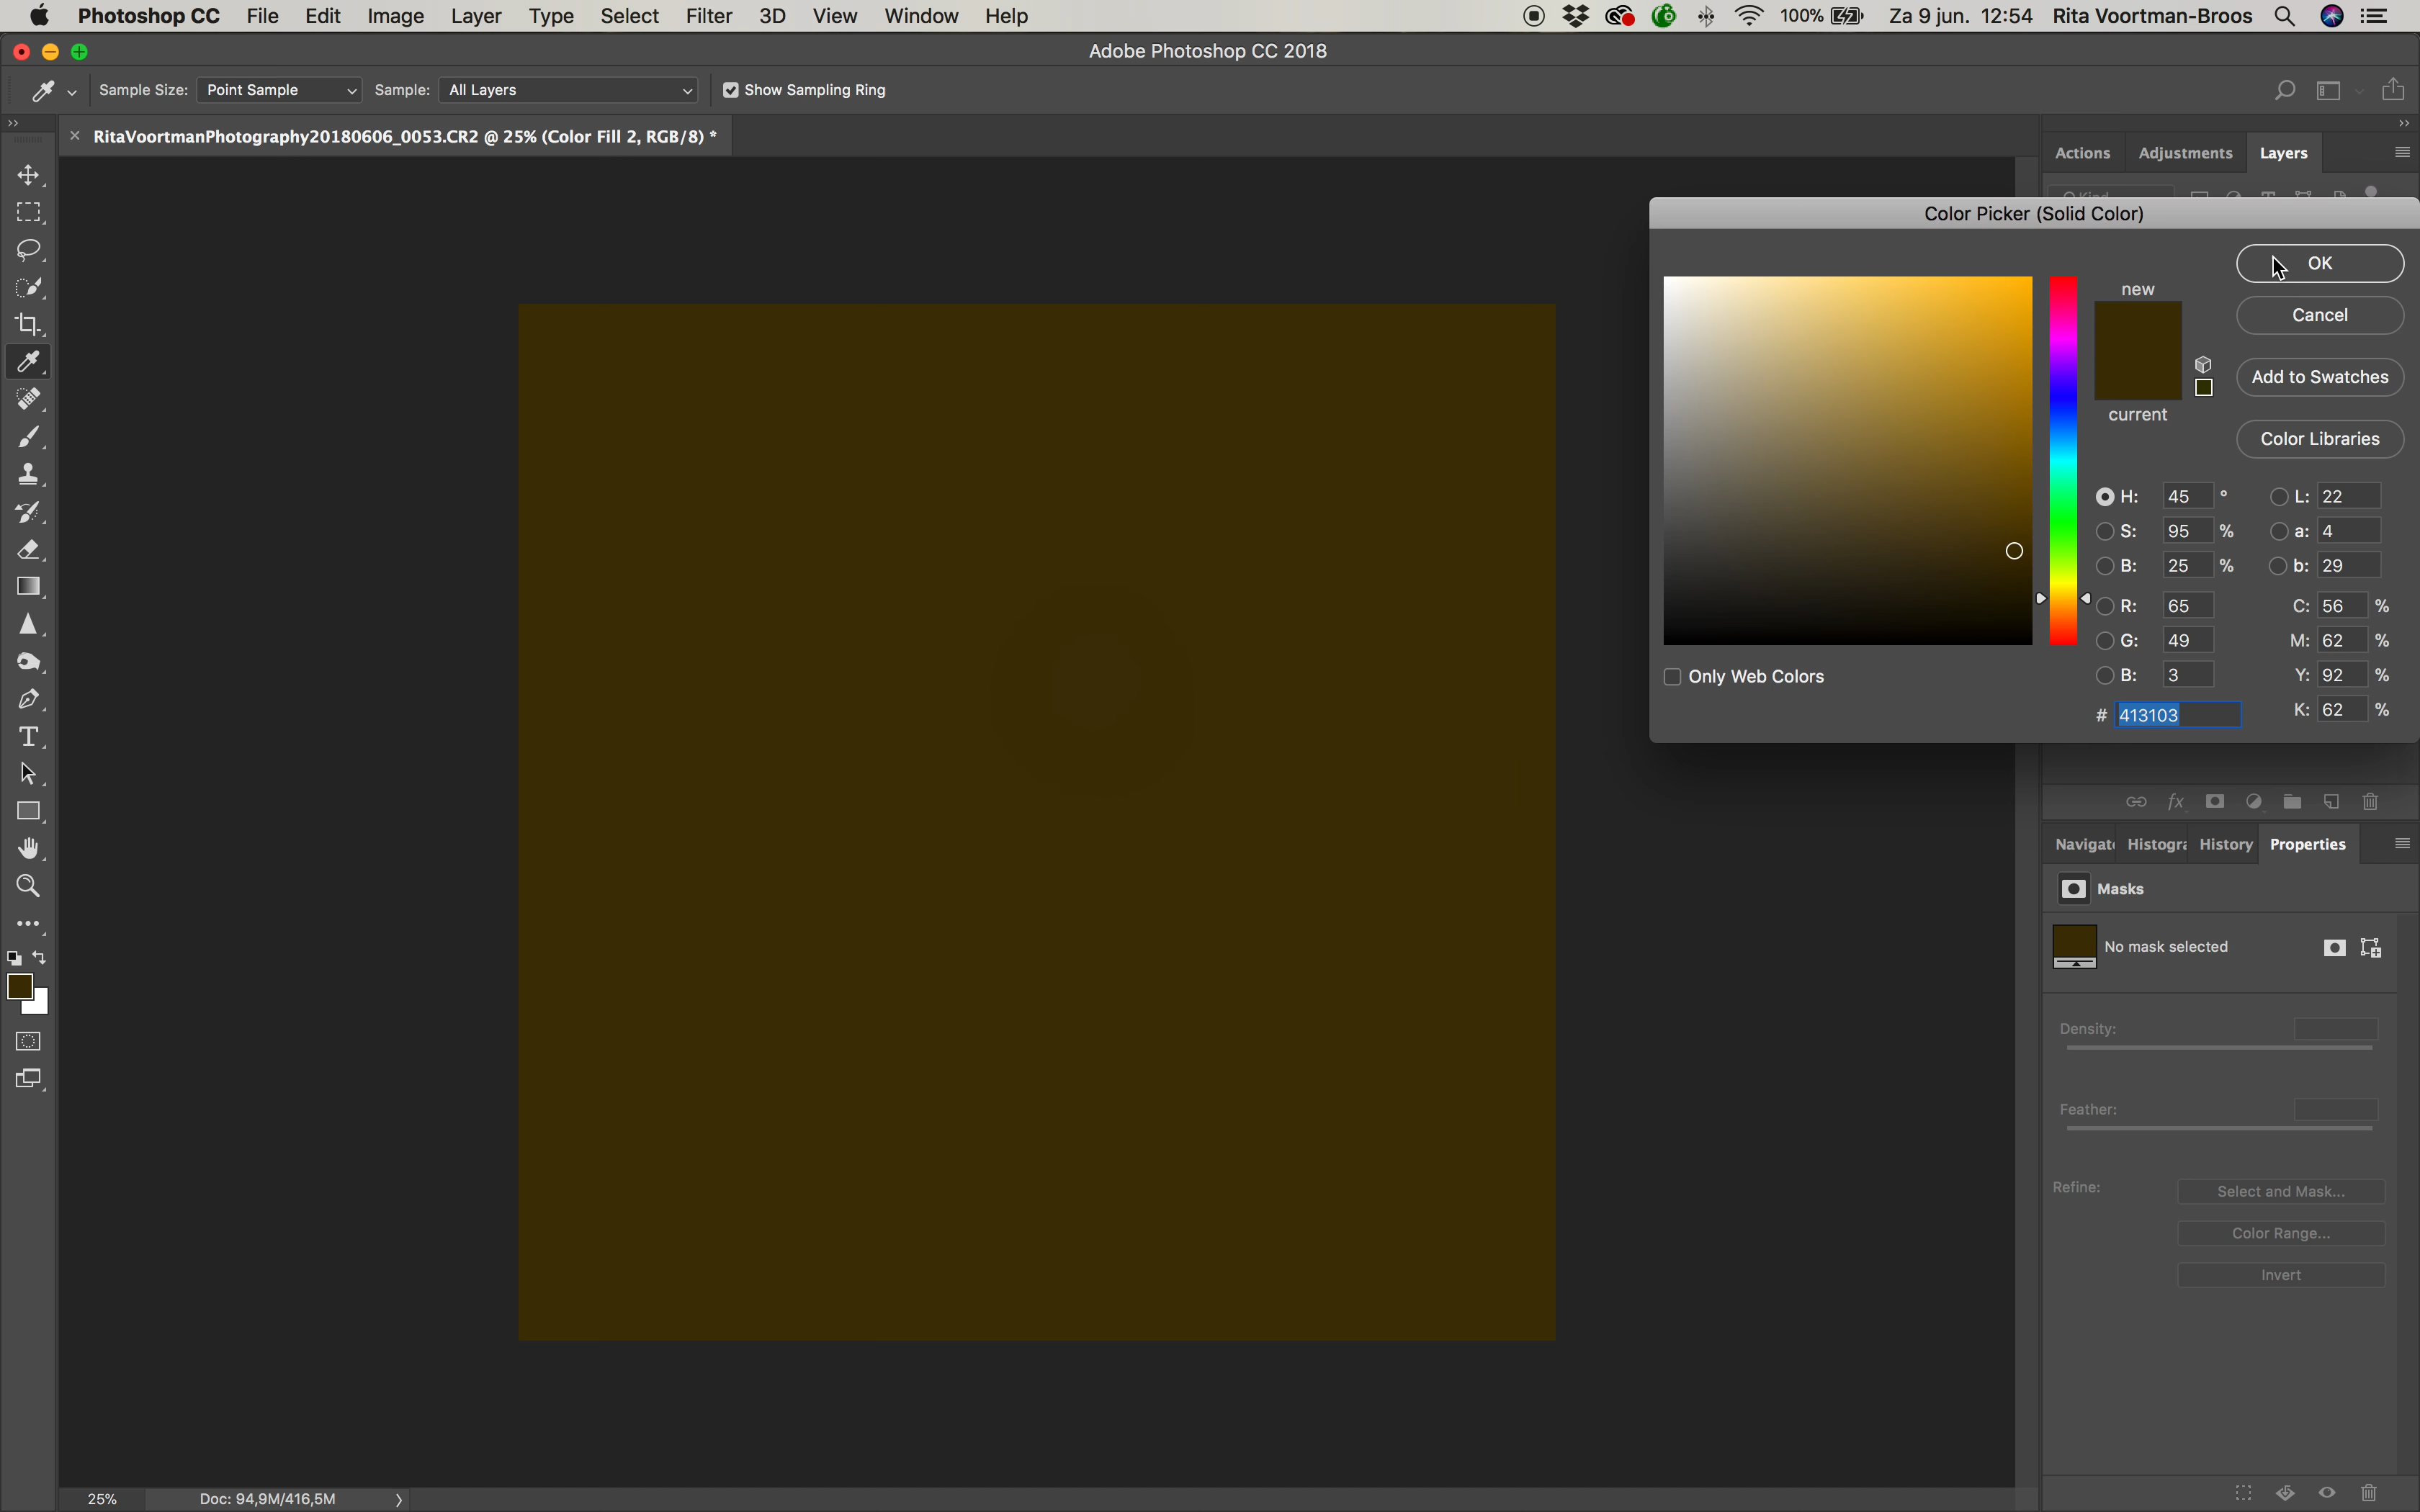 Photoshop CC File Edit Image Layer Type Select Filter 3D View Window Help 100% Za 9 jun. 12:54 Rita Voortman-Broos
Adobe Photoshop CC 2018
Sample Size: Point Sample Sample: All Layers Show Sampling Ring
RitaVoortmanPhotography20180606_0053.CR2 @ 25% (Color Fill 2, RGB/8) *
Actions Adjustments Layers
Color Picker (Solid Color)
OK
new
Cancel
Add to Swatches
current
Color Libraries
H: 45 ° L: 22
S: 95 % a: 4
B: 25 % b: 29
R: 65 C: 56 %
G: 49 M: 62 %
B: 3 Y: 92 %
Only Web Colors
# 413103 K: 62 %
fx
Navigat Histogra History Properties
Masks
No mask selected
Density:
Feather:
Refine: Select and Mask...
Color Range...
Invert
25% Doc: 94,9M/416,5M